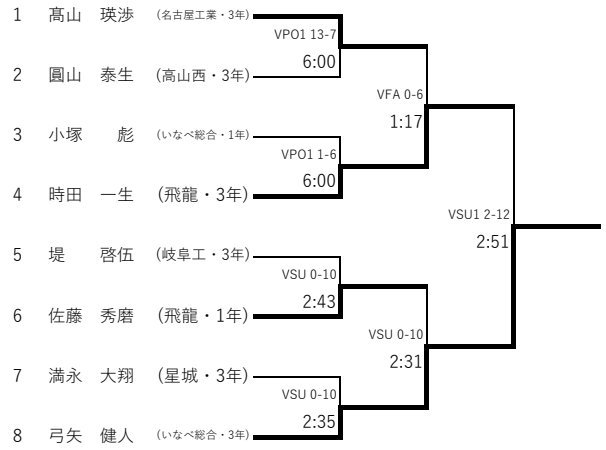 1 髙山 瑛渉 (名古屋工業・3年)
VPO1 13-7
6:00
2 圓山 泰生 (高山西・3年)
VFA 0-6
1:17
3 小塚 彪 (いなべ総合・1年)
VPO1 1-6
6:00
4 時田 一生 (飛龍・3年)
VSU1 2-12
2:51
5 堤 啓伍 (岐阜工・3年)
VSU 0-10
2:43
6 佐藤 秀磨 (飛龍・1年)
VSU 0-10
2:31
7 満永 大翔 (星城・3年)
VSU 0-10
2:35
8 弓矢 健人 (いなべ総合・3年)